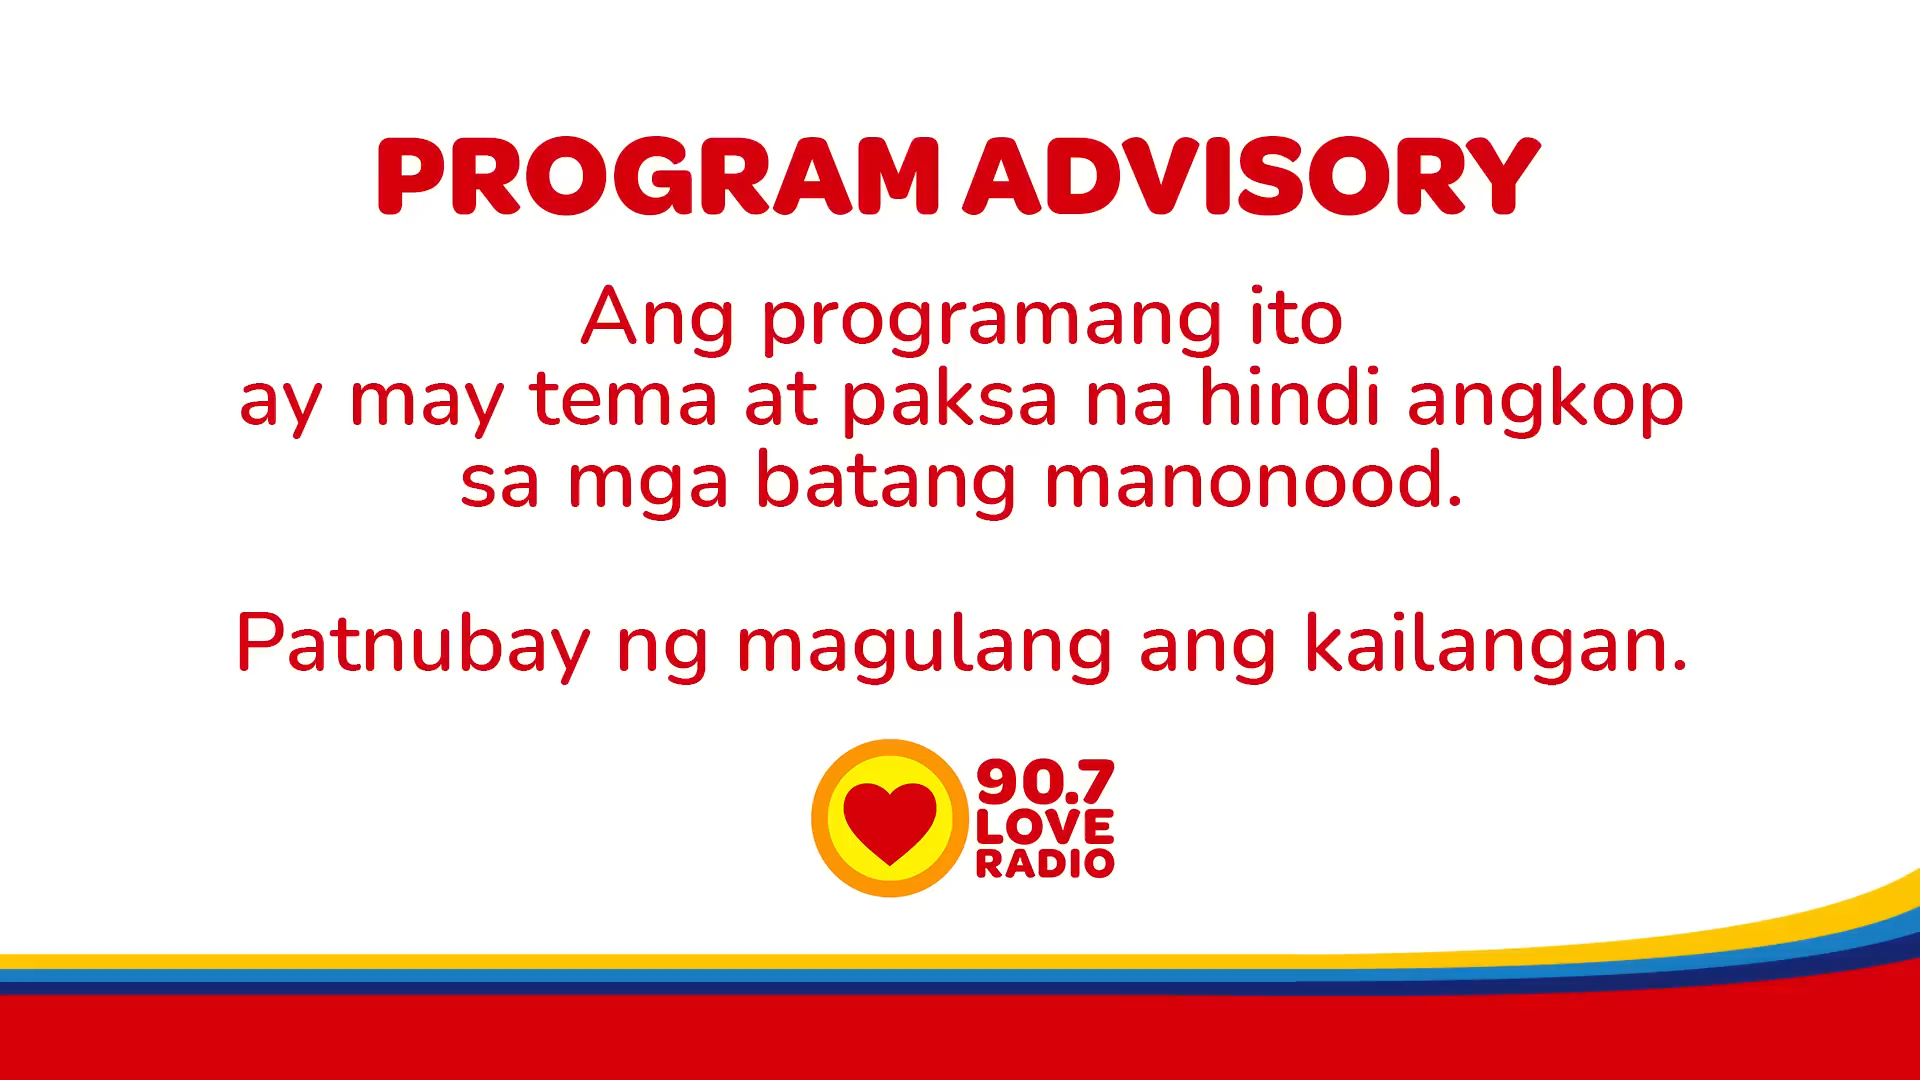 PROGRAM ADVISORY
Ang programang ito
ay may tema at paksa na hindi angkop
sa mga batang manonood.
Patnubay ng magulang ang kailangan.
90.7
LOVE
RADIO